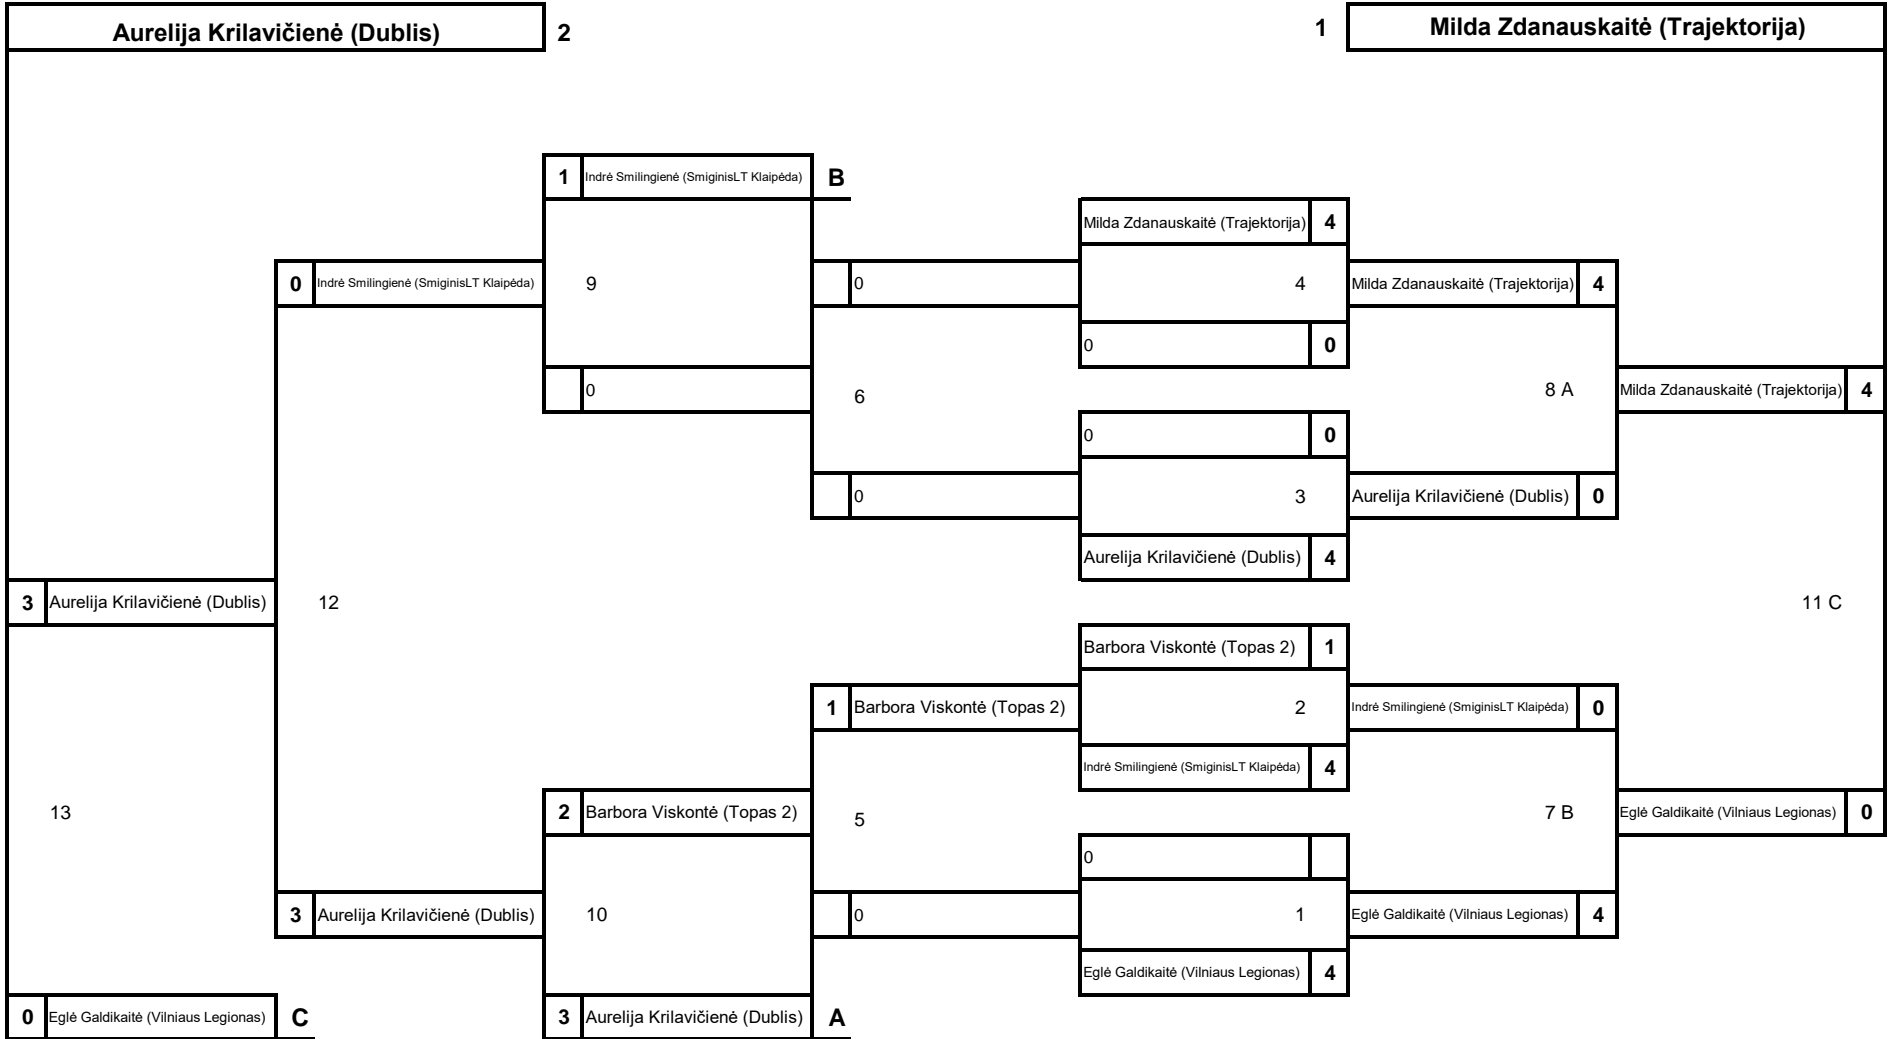 Aurelija Krilavičienė (Dublis) 2 1 Milda Zdanauskaitė (Trajektorija)
1 Indrė Smilingienė (SmiginisLT Klaipėda) B
Milda Zdanauskaitė (Trajektorija) 4
0 Indrė Smilingienė (SmiginisLT Klaipėda) 9 0 4 Milda Zdanauskaitė (Trajektorija) 4
0 0
0 6 8 A Milda Zdanauskaitė (Trajektorija) 4
0 0
0 3 Aurelija Krilavičienė (Dublis) 0
Aurelija Krilavičienė (Dublis) 4
3 Aurelija Krilavičienė (Dublis) 12 11 C
Barbora Viskontė (Topas 2) 1
1 Barbora Viskontė (Topas 2) 2 Indrė Smilingienė (SmiginisLT Klaipėda) 0
Indrė Smilingienė (SmiginisLT Klaipėda) 4
13 2 Barbora Viskontė (Topas 2) 5 7 B Eglė Galdikaitė (Vilniaus Legionas) 0
0
3 Aurelija Krilavičienė (Dublis) 10 0 1 Eglė Galdikaitė (Vilniaus Legionas) 4
Eglė Galdikaitė (Vilniaus Legionas) 4
0 Eglė Galdikaitė (Vilniaus Legionas) C 3 Aurelija Krilavičienė (Dublis) A